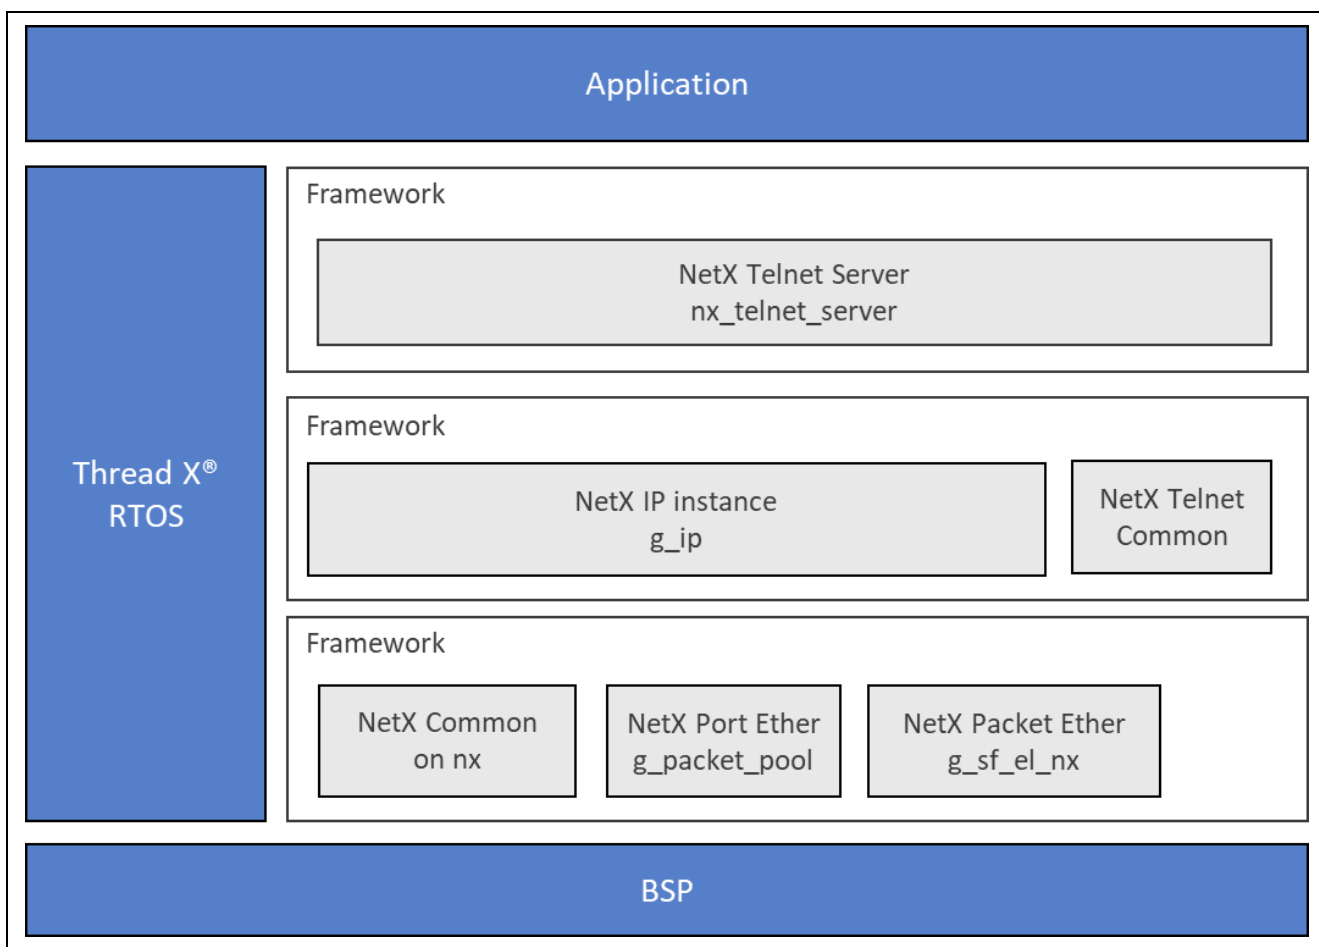 Application
Framework
NetX Telnet Server
nx_telnet_server
Thread X®
RTOS
Framework
NetX IP instance
g_ip
NetX Telnet
Common
Framework
NetX Common
on nx
NetX Port Ether
g_packet_pool
NetX Packet Ether
g_sf_el_nx
BSP